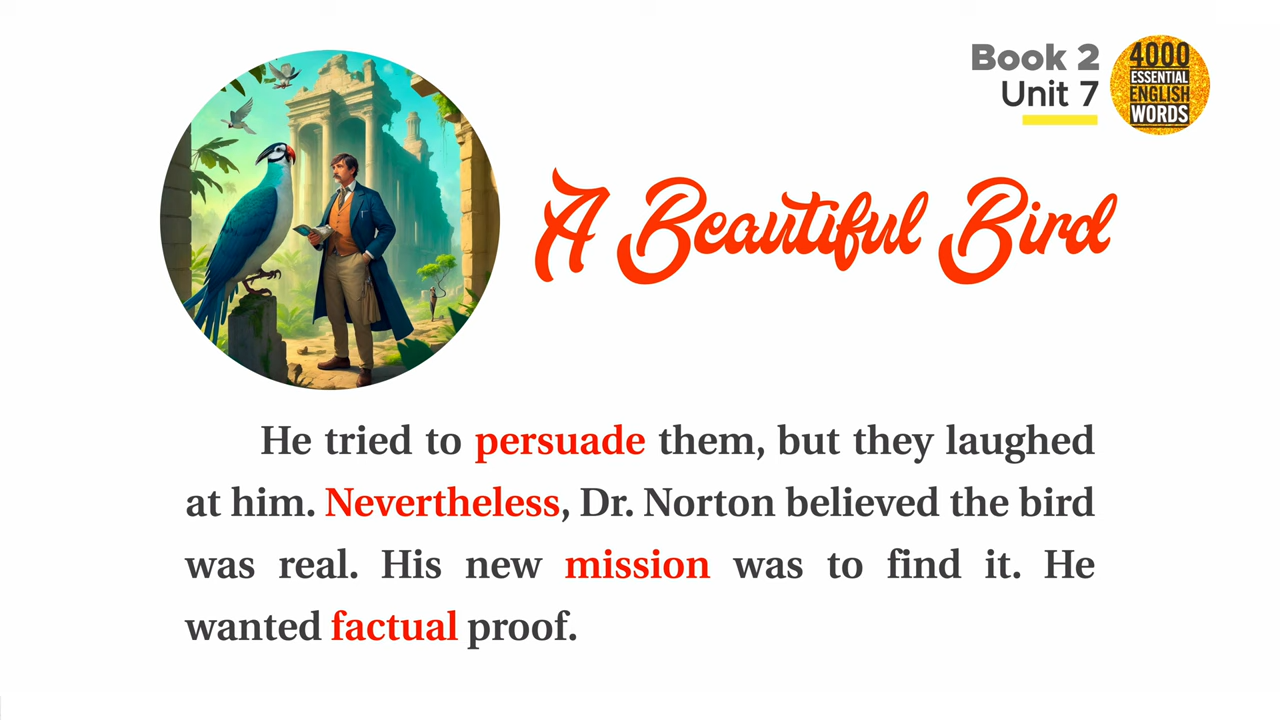 Book 2
Unit 7
4000
ESSENTIAL
ENGLISH
WORDS
A Beautiful Bird
He tried to persuade them, but they laughed
at him. Nevertheless, Dr. Norton believed the bird
was real. His new mission was to find it. He
wanted factual proof.